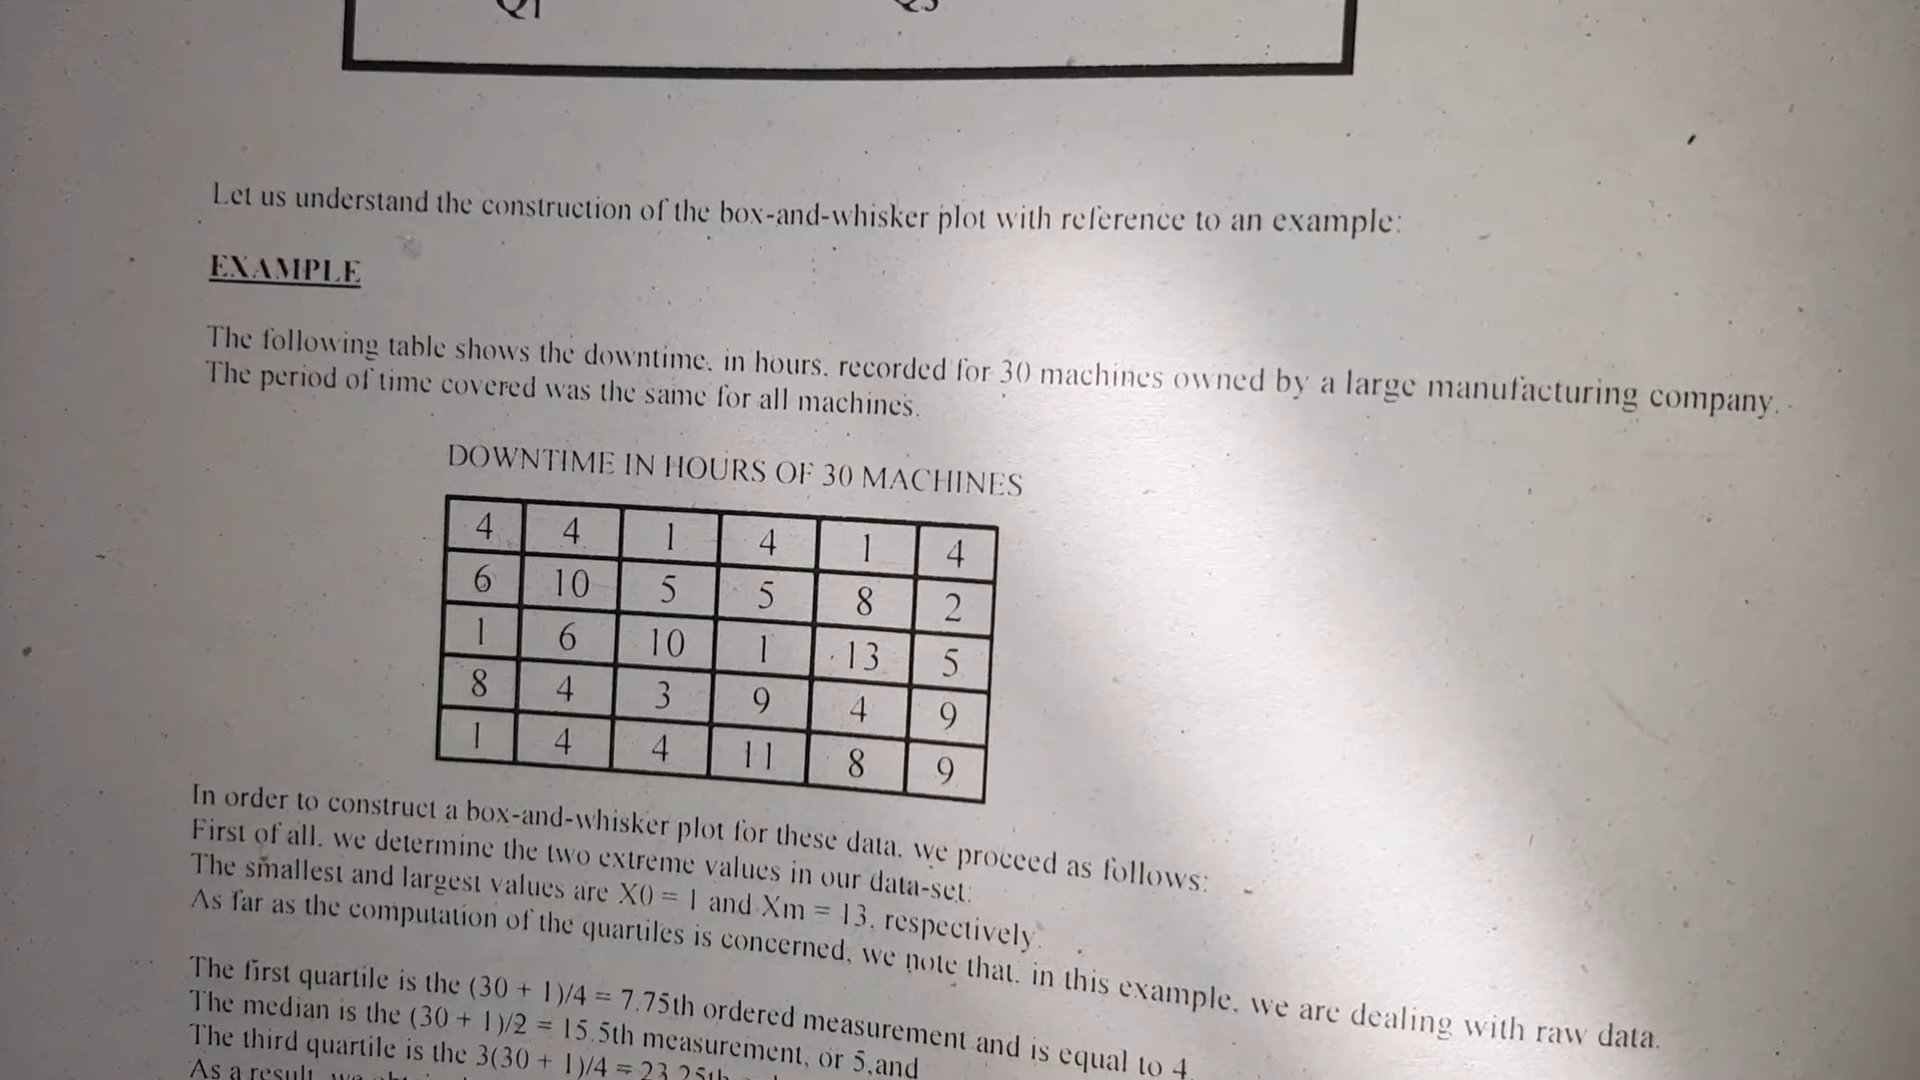 Q1 Q3
Let us understand the construction of the box-and-whisker plot with reference to an example:
EXAMPLE
The following table shows the downtime, in hours, recorded for 30 machines owned by a large manufacturing company.
The period of time covered was the same for all machines.
DOWNTIME IN HOURS OF 30 MACHINES
4 4 1 4 1 4
6 10 5 5 8 2
1 6 10 1 13 5
8 4 3 9 4 9
1 4 4 11 8 9
In order to construct a box-and-whisker plot for these data, we proceed as follows:
First of all, we determine the two extreme values in our data-set:
The smallest and largest values are X0 = 1 and Xm = 13, respectively.
As far as the computation of the quartiles is concerned, we note that, in this example, we are dealing with raw data.
The first quartile is the (30 + 1)/4 = 7.75th ordered measurement and is equal to 4.
The median is the (30 + 1)/2 = 15.5th measurement, or 5,and
The third quartile is the 3(30 + 1)/4 = 23.25th
As a result, we